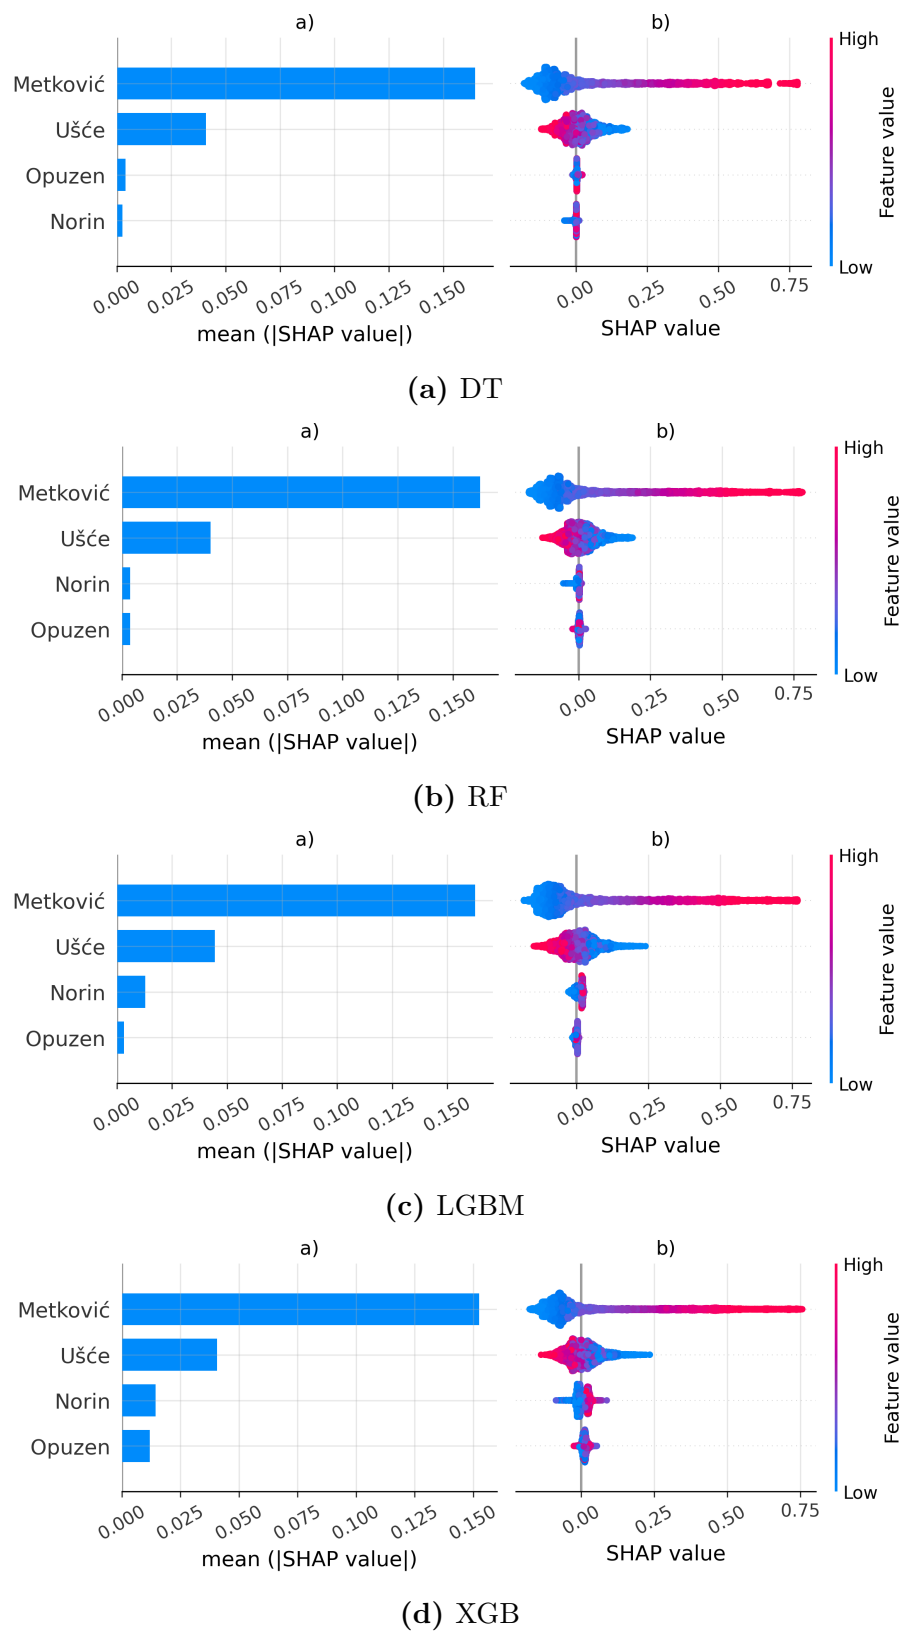 a)
b)
Metković
Ušće
Opuzen
Norin
0.000 0.025 0.050 0.075 0.100 0.125 0.150
mean (|SHAP value|)
0.00 0.25 0.50 0.75
SHAP value
High
Feature value
Low
(a) DT
a)
b)
Metković
Ušće
Norin
Opuzen
0.000 0.025 0.050 0.075 0.100 0.125 0.150
mean (|SHAP value|)
0.00 0.25 0.50 0.75
SHAP value
High
Feature value
Low
(b) RF
a)
b)
Metković
Ušće
Norin
Opuzen
0.000 0.025 0.050 0.075 0.100 0.125 0.150
mean (|SHAP value|)
0.00 0.25 0.50 0.75
SHAP value
High
Feature value
Low
(c) LGBM
a)
b)
Metković
Ušće
Norin
Opuzen
0.000 0.025 0.050 0.075 0.100 0.125 0.150
mean (|SHAP value|)
0.00 0.25 0.50 0.75
SHAP value
High
Feature value
Low
(d) XGB